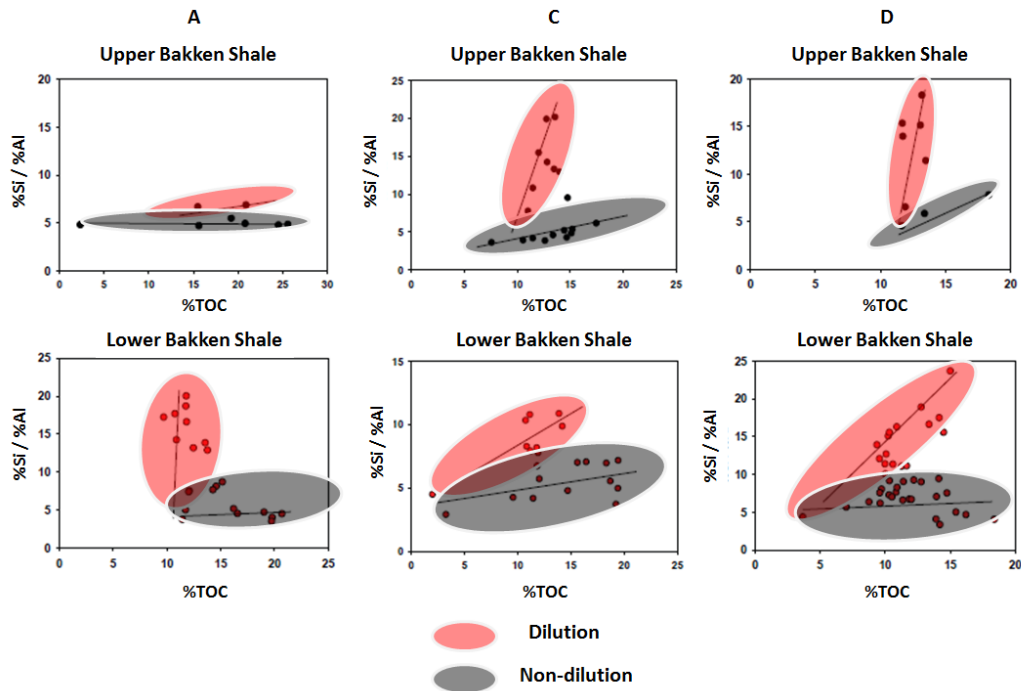 A
C
D
Upper Bakken Shale
Upper Bakken Shale
Upper Bakken Shale
%Si / %Al
20
15
10
5
0
0 5 10 15 20 25 30
%TOC
%Si / %Al
25
20
15
10
5
0
0 5 10 15 20 25
%TOC
%Si / %Al
20
15
10
5
0
0 5 10 15 20
%TOC
Lower Bakken Shale
Lower Bakken Shale
Lower Bakken Shale
%Si / %Al
25
20
15
10
5
0
0 5 10 15 20 25
%TOC
%Si / %Al
15
10
5
0
0 5 10 15 20 25
%TOC
%Si / %Al
25
20
15
10
5
0
0 5 10 15 20
%TOC
Dilution
Non-dilution